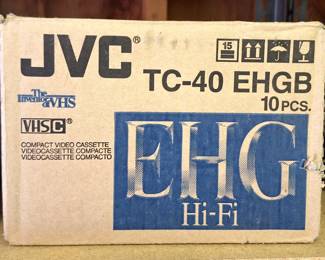 JVC®
15
TC-40 EHGB
10 PCS.
The
Inventor
of VHS
VHS C®
COMPACT VIDEO CASSETTE
VIDEOCASSETTE COMPACTE
VIDEOCASSETTE COMPACTO
EHG
Hi-Fi